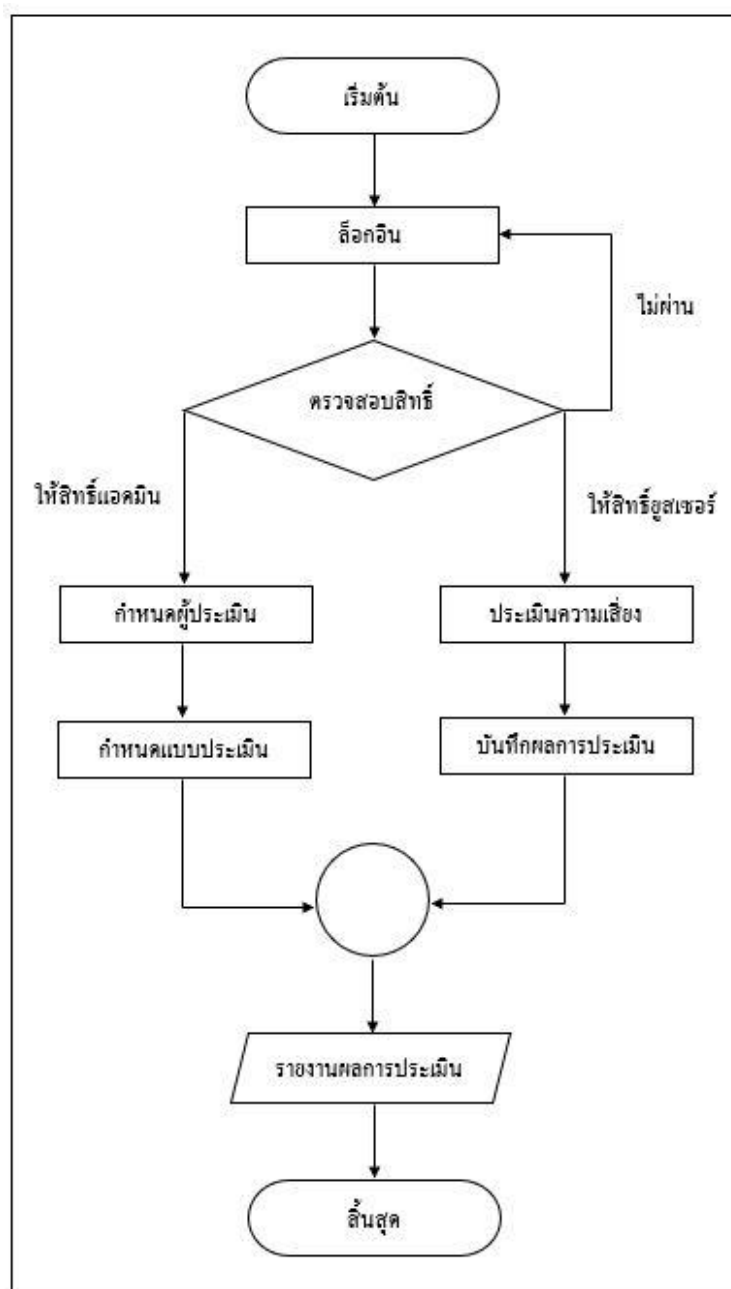 เริ่มต้น
ล็อกอิน
ไม่ผ่าน
ตรวจสอบสิทธิ์
ให้สิทธิ์แอดมิน
ให้สิทธิ์ยูสเซอร์
กำหนดผู้ประเมิน
ประเมินความเสี่ยง
กำหนดแบบประเมิน
บันทึกผลการประเมิน
รายงานผลการประเมิน
สิ้นสุด